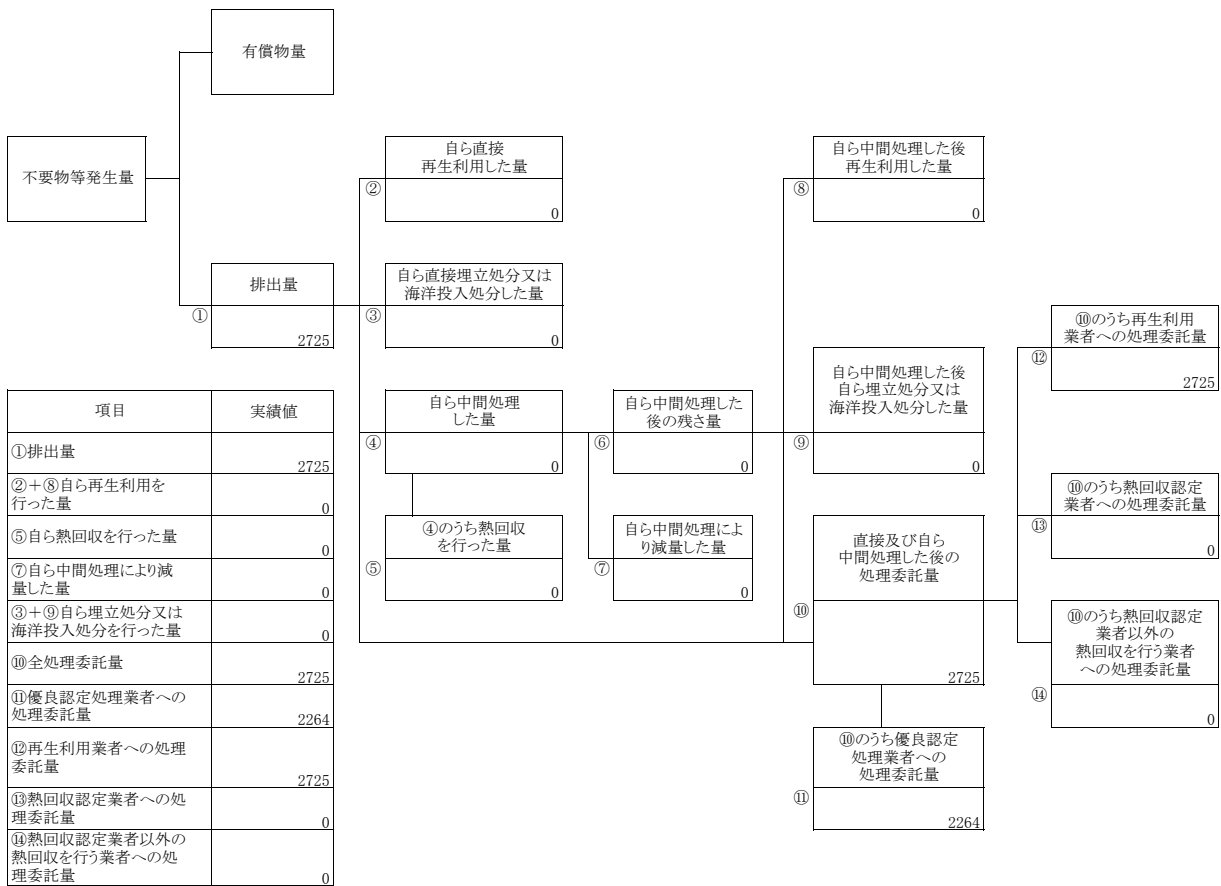 有償物量
不要物等発生量
自ら直接
再生利用した量
②
0
自ら中間処理した後
再生利用した量
⑧
0
排出量
①
2725
自ら直接埋立処分又は
海洋投入処分した量
③
0
⑩のうち再生利用
業者への処理委託量
⑫
2725
自ら中間処理
した量
④
0
自ら中間処理した
後の残さ量
⑥
0
自ら中間処理した後
自ら埋立処分又は
海洋投入処分した量
⑨
0
⑩のうち熱回収認定
業者への処理委託量
⑬
0
④のうち熱回収
を行った量
⑤
0
自ら中間処理によ
り減量した量
⑦
0
直接及び自ら
中間処理した後の
処理委託量
⑩
2725
⑩のうち熱回収認定
業者以外の
熱回収を行う業者
への処理委託量
⑭
0
⑩のうち優良認定
処理業者への
処理委託量
⑪
2264
項目 実績値
①排出量
2725
②+⑧自ら再生利用を
行った量
0
⑤自ら熱回収を行った量
0
⑦自ら中間処理により減
量した量
0
③+⑨自ら埋立処分又は
海洋投入処分を行った量
0
⑩全処理委託量
2725
⑪優良認定処理業者への
処理委託量
2264
⑫再生利用業者への処理
委託量
2725
⑬熱回収認定業者への処
理委託量
0
⑭熱回収認定業者以外の
熱回収を行う業者への処
理委託量
0